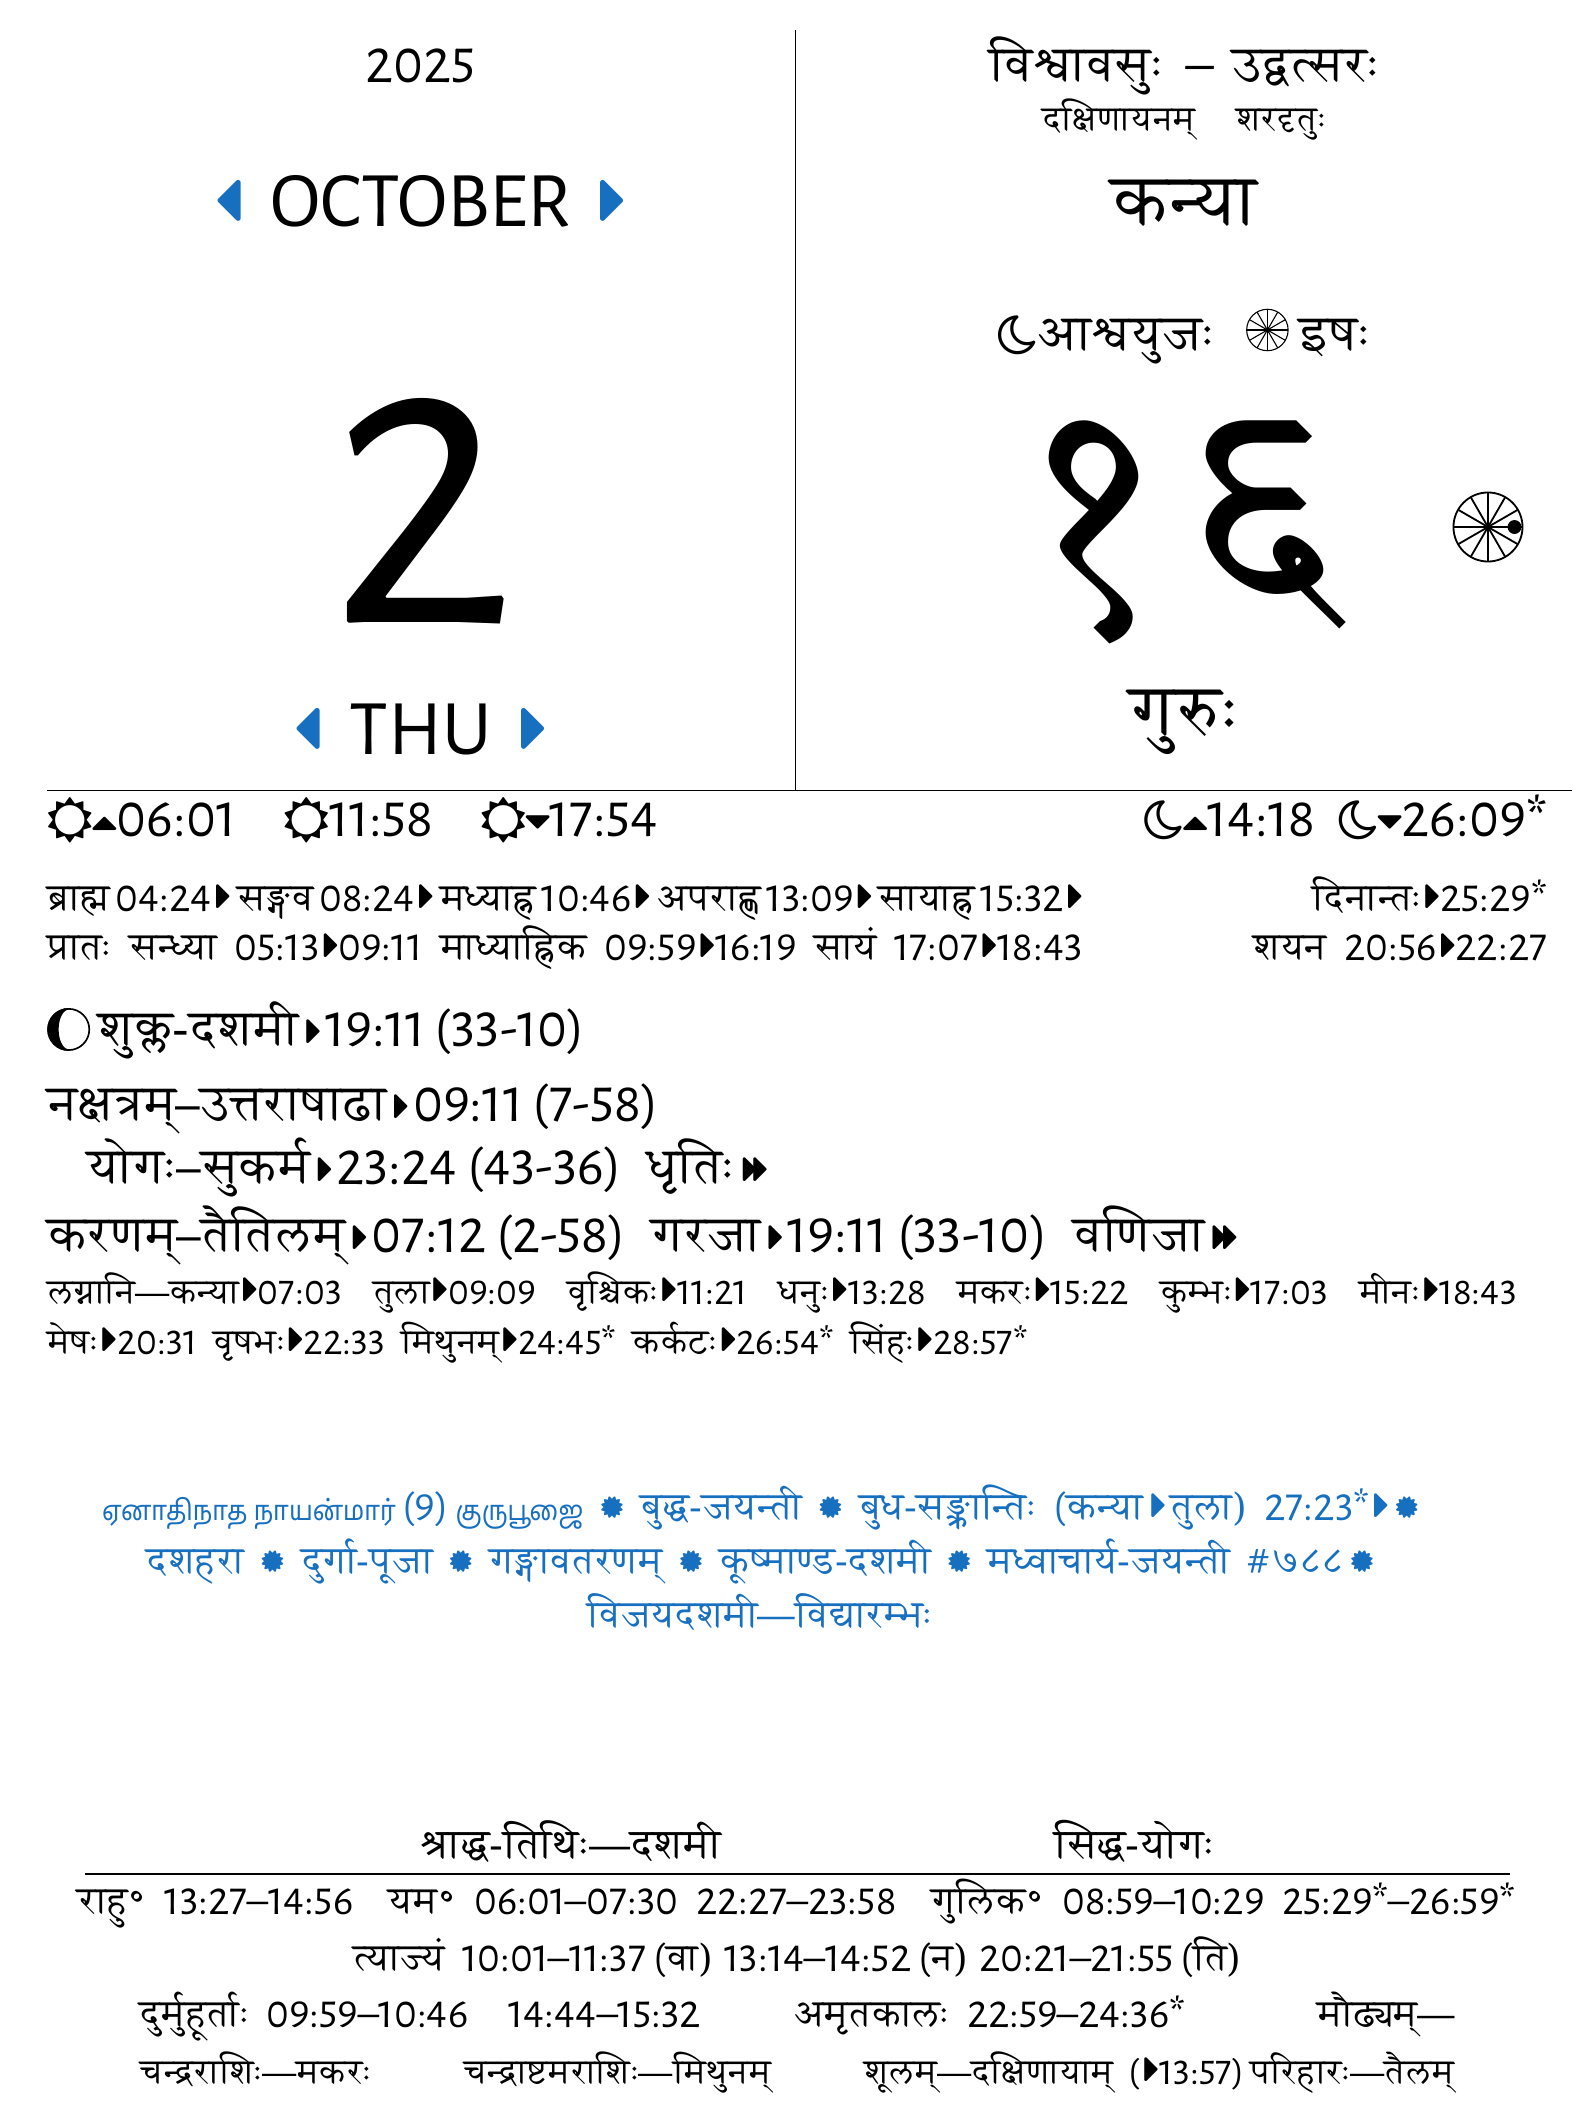 2025
OCTOBER
2
THU
विश्वावसुः – उद्वत्सरः
दक्षिणायनम् शरदृतुः
कन्या
आश्वयुजः इषः
१६
गुरुः
06:01 11:58 17:54 14:18 26:09*
ब्राह्म 04:24 सङ्गव 08:24 मध्याह्न 10:46 अपराह्ण 13:09 सायाह्न 15:32 दिनान्तः 25:29*
प्रातः सन्ध्या 05:13 09:11 माध्याह्निक 09:59 16:19 सायं 17:07 18:43 शयन 20:56 22:27
शुक्ल-दशमी 19:11 (33-10)
नक्षत्रम्–उत्तराषाढा 09:11 (7-58)
योगः–सुकर्म 23:24 (43-36) धृतिः
करणम्–तैतिलम् 07:12 (2-58) गरजा 19:11 (33-10) वणिजा
लग्नानि—कन्या 07:03 तुला 09:09 वृश्चिकः 11:21 धनुः 13:28 मकरः 15:22 कुम्भः 17:03 मीनः 18:43
मेषः 20:31 वृषभः 22:33 मिथुनम् 24:45* कर्कटः 26:54* सिंहः 28:57*
ஏனாதிநாத நாயன்மார் (9) குருபூஜை ✹ बुद्ध-जयन्ती ✹ बुध-सङ्क्रान्तिः (कन्या तुला) 27:23* ✹
दशहरा ✹ दुर्गा-पूजा ✹ गङ्गावतरणम् ✹ कूष्माण्ड-दशमी ✹ मध्वाचार्य-जयन्ती #७८८ ✹
विजयदशमी—विद्यारम्भः
श्राद्ध-तिथिः—दशमी सिद्ध-योगः
राहु° 13:27–14:56 यम° 06:01–07:30 22:27–23:58 गुलिक° 08:59–10:29 25:29*–26:59*
त्याज्यं 10:01–11:37 (वा) 13:14–14:52 (न) 20:21–21:55 (ति)
दुर्मुहूर्ताः 09:59–10:46 14:44–15:32 अमृतकालः 22:59–24:36* मौढ्यम्—
चन्द्रराशिः—मकरः चन्द्राष्टमराशिः—मिथुनम् शूलम्—दक्षिणायाम् (13:57) परिहारः—तैलम्